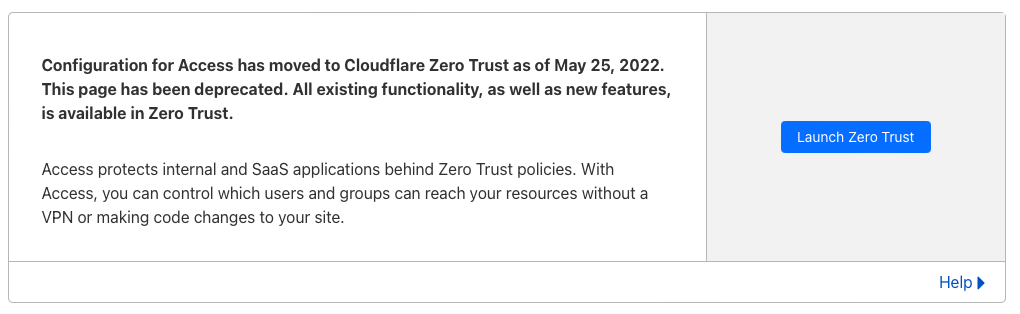 Configuration for Access has moved to Cloudflare Zero Trust as of May 25, 2022.
This page has been deprecated. All existing functionality, as well as new features,
is available in Zero Trust.
Access protects internal and SaaS applications behind Zero Trust policies. With
Access, you can control which users and groups can reach your resources without a
VPN or making code changes to your site.
Launch Zero Trust
Help